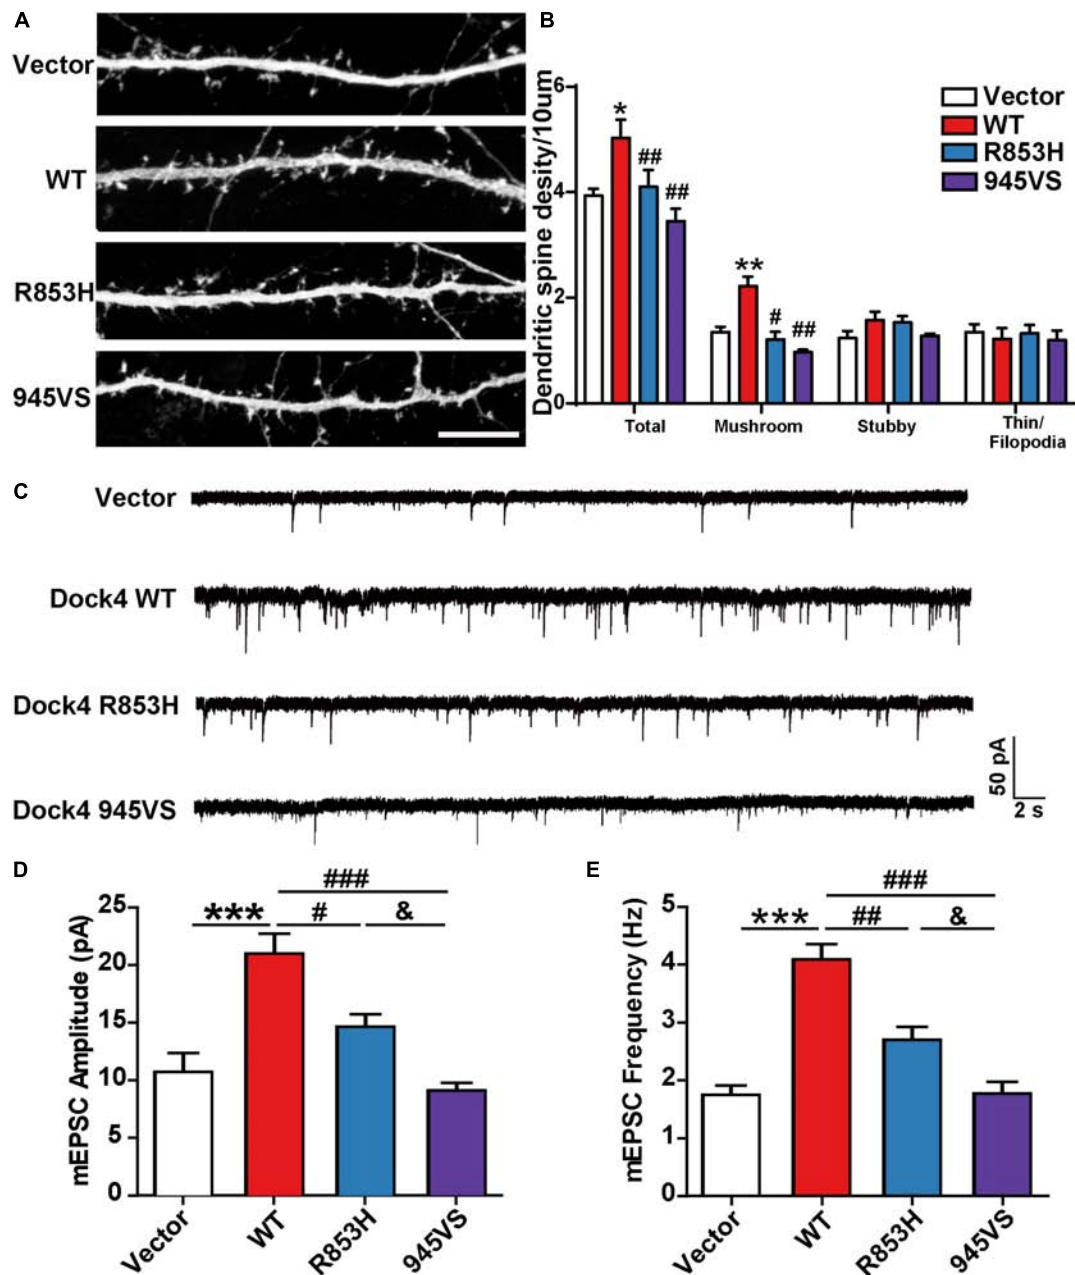 A
Vector
WT
R853H
945VS
B
Dendritic spine desity/10um
6
4
2
0
*
##
##
**
#
##
Vector
WT
R853H
945VS
Total
Mushroom
Stubby
Thin/
Filopodia
C
Vector
Dock4 WT
Dock4 R853H
Dock4 945VS
50 pA
2 s
D
mEPSC Amplitude (pA)
25
20
15
10
5
0
###
***
#
&
Vector
WT
R853H
945VS
E
mEPSC Frequency (Hz)
5
4
3
2
1
0
###
***
##
&
Vector
WT
R853H
945VS